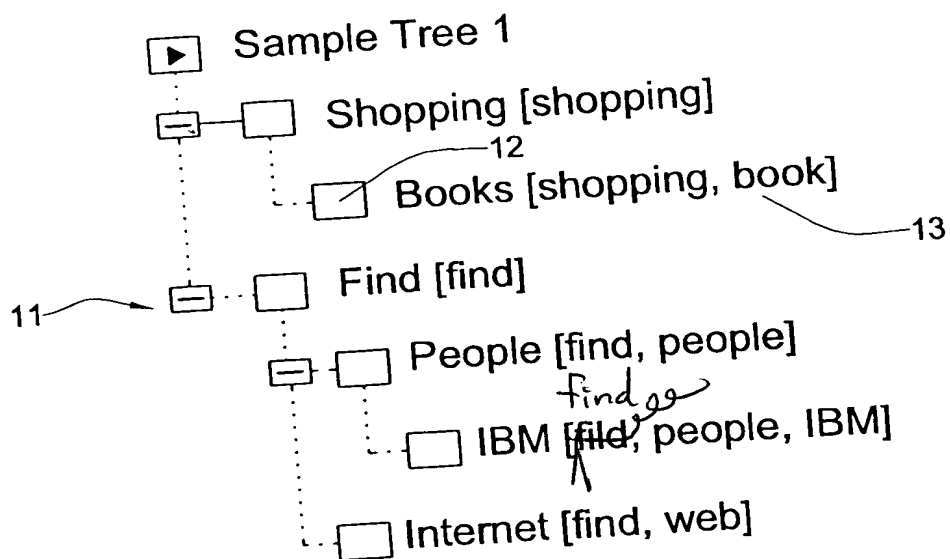 Sample Tree 1
Shopping [shopping]
12
Books [shopping, book]
13
Find [find]
11
People [find, people]
find
IBM [fild, people, IBM]
Internet [find, web]